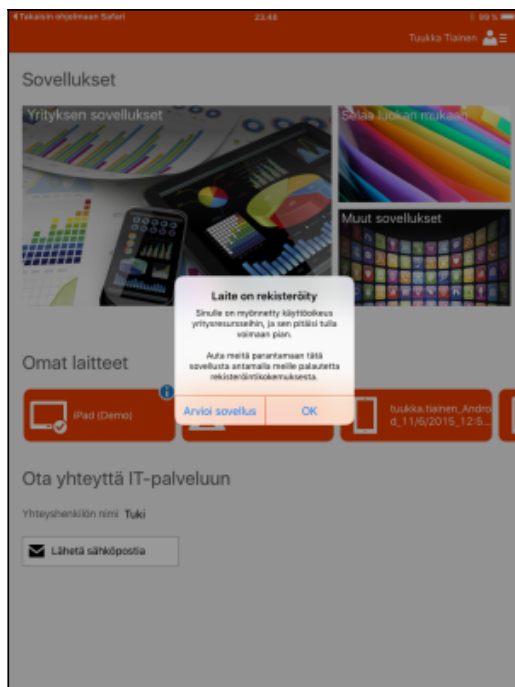 Takaisin ohjelmaan Safari
23.48
99 %
Tuukka Tiainen
Sovellukset
Yrityksen sovellukset
Selaa luokan mukaan
Muut sovellukset
Laite on rekisteröity
Sinulle on myönnetty käyttöoikeus
yritysresursseihin, ja sen pitäisi tulla
voimaan pian.
Auta meitä parantamaan tätä
sovellusta antamalla meille palautetta
rekisteröintikokemuksesta.
Arvioi sovellus
OK
Omat laitteet
iPad (Demo)
tuukka.tiainen_Andro
d_11/6/2015_12:5...
Ota yhteyttä IT-palveluun
Yhteyshenkilön nimi Tuki
Lähetä sähköpostia